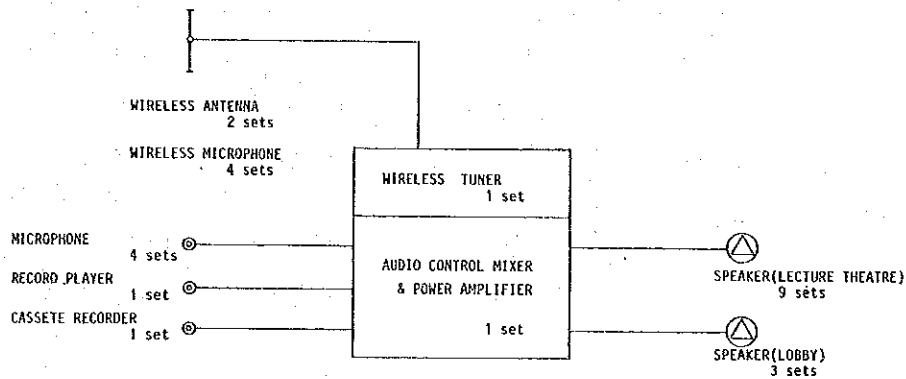 WIRELESS ANTENNA
2 sets
WIRELESS MICROPHONE
4 sets
WIRELESS TUNER
1 set
MICROPHONE
4 sets
RECORD PLAYER
1 set
CASSETE RECORDER
1 set
AUDIO CONTROL MIXER
& POWER AMPLIFIER
1 set
SPEAKER(LECTURE THEATRE)
9 sets
SPEAKER(LOBBY)
3 sets